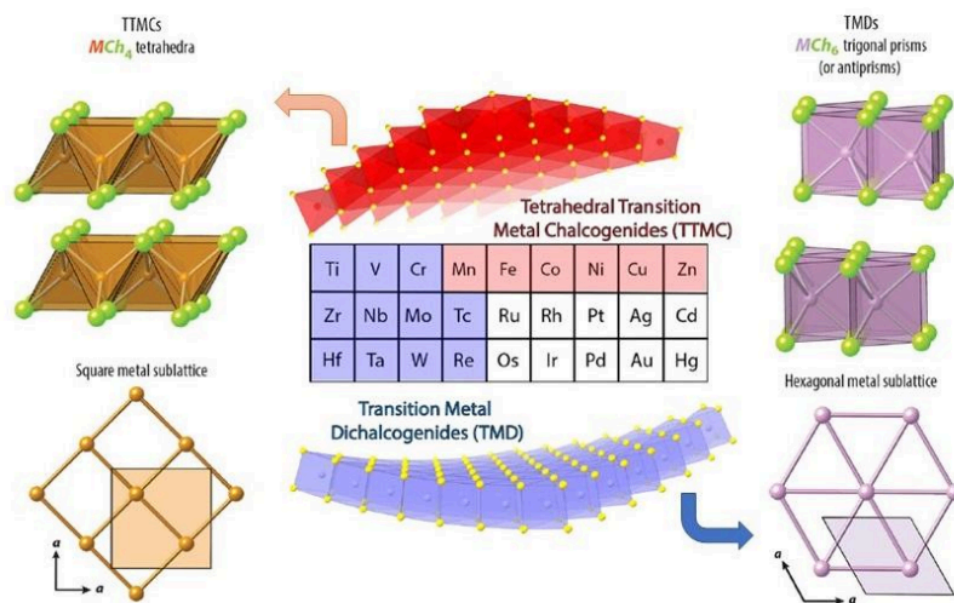 TTMCs
MCh4 tetrahedra
TMDs
MCh6 trigonal prisms
(or antiprisms)
Tetrahedral Transition
Metal Chalcogenides (TTMC)
Ti V Cr Mn Fe Co Ni Cu Zn
Zr Nb Mo Tc Ru Rh Pt Ag Cd
Hf Ta W Re Os Ir Pd Au Hg
Square metal sublattice
Hexagonal metal sublattice
Transition Metal
Dichalcogenides (TMD)
a
a
a
a